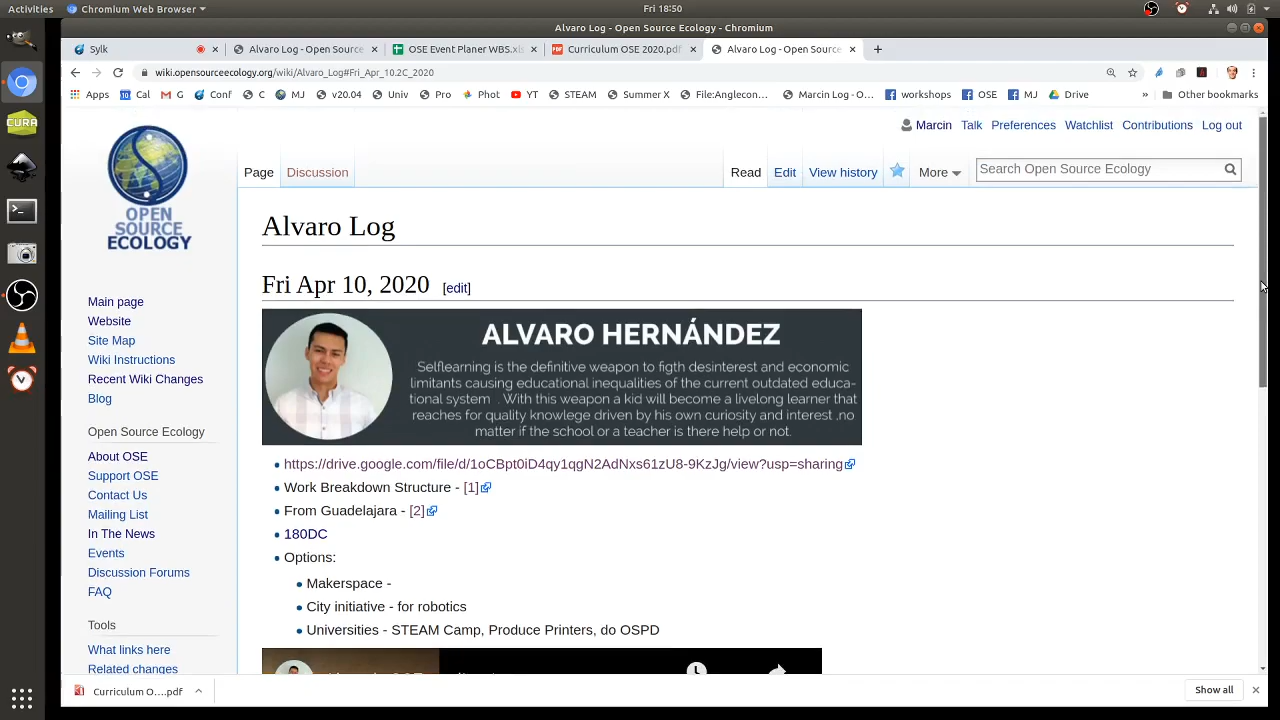 Activities
Chromium Web Browser
Fri 18:50
Alvaro Log - Open Source Ecology - Chromium
Sylk
Alvaro Log - Open Source
OSE Event Planer WBS.xls
Curriculum OSE 2020.pdf
Alvaro Log - Open Source
wiki.opensourceecology.org/wiki/Alvaro_Log#Fri_Apr_10.2C_2020
Apps
Cal
G
Conf
C
MJ
v20.04
Univ
Pro
Phot
YT
STEAM
Summer X
File:Anglecon...
Marcin Log - O...
workshops
OSE
MJ
Drive
»
Other bookmarks
Marcin
Talk
Preferences
Watchlist
Contributions
Log out
Page
Discussion
Read
Edit
View history
More
Search Open Source Ecology
OPEN
SOURCE
ECOLOGY
Main page
Website
Site Map
Wiki Instructions
Recent Wiki Changes
Blog
Open Source Ecology
About OSE
Support OSE
Contact Us
Mailing List
In The News
Events
Discussion Forums
FAQ
Tools
What links here
Related changes
Alvaro Log
Fri Apr 10, 2020 [edit]
ALVARO HERNÁNDEZ
Selflearning is the definitive weapon to figth desinterest and economic
limitants causing educational inequalities of the current outdated educa-
tional system . With this weapon a kid will become a livelong learner that
reaches for quality knowlege driven by his own curiosity and interest ,no
matter if the school or a teacher is there help or not.
https://drive.google.com/file/d/1oCBpt0iD4qy1qgN2AdNxs61zU8-9KzJg/view?usp=sharing
Work Breakdown Structure - [1]
From Guadelajara - [2]
180DC
Options:
Makerspace -
City initiative - for robotics
Universities - STEAM Camp, Produce Printers, do OSPD
Curriculum O....pdf
Show all